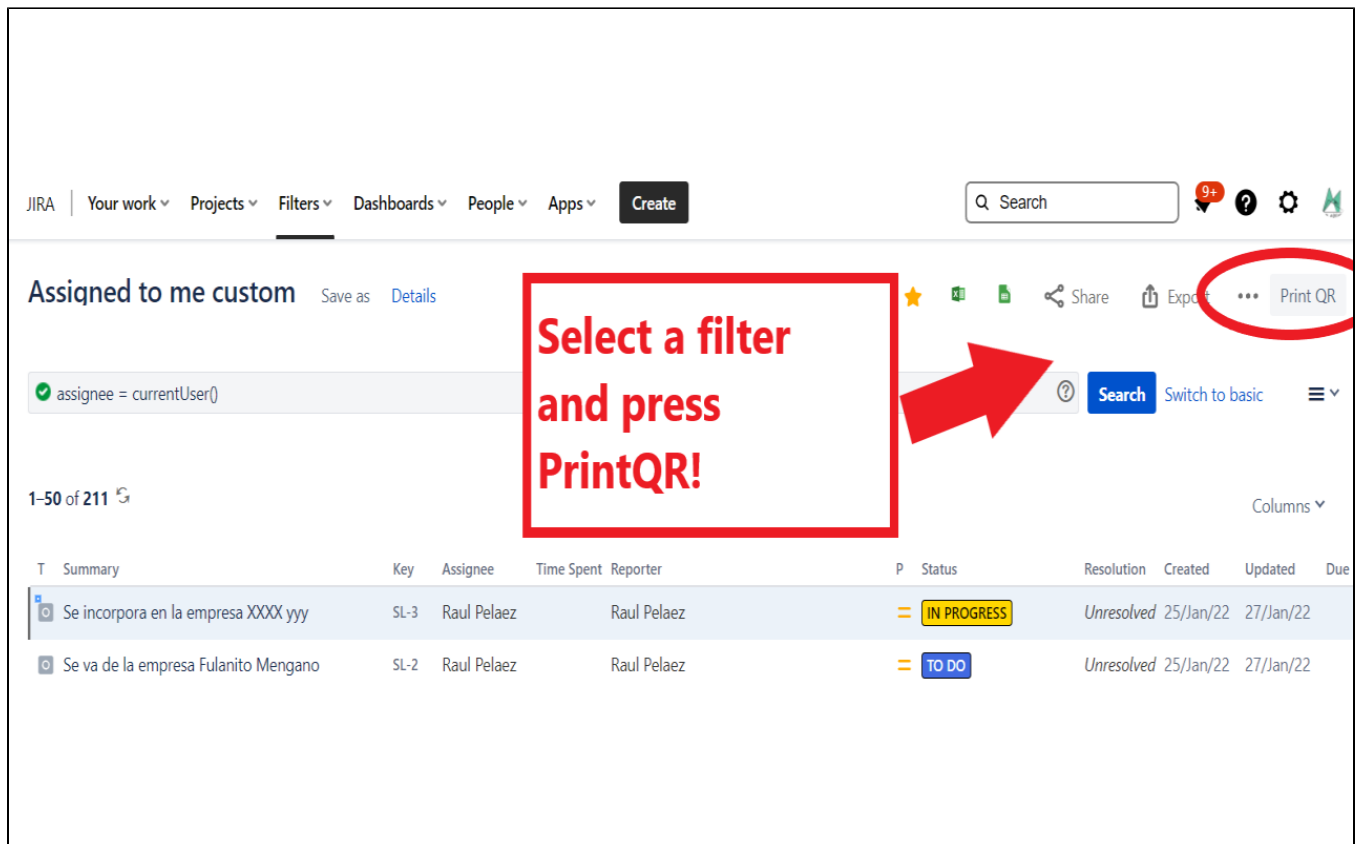 JIRA Your work Projects Filters Dashboards People Apps Create Search 9+
Assigned to me custom Save as Details Share Export Print QR
Select a filter
and press
PrintQR!
assignee = currentUser() Search Switch to basic
1–50 of 211 Columns
T Summary Key Assignee Time Spent Reporter P Status Resolution Created Updated Due
Se incorpora en la empresa XXXX yyy SL-3 Raul Pelaez Raul Pelaez IN PROGRESS Unresolved 25/Jan/22 27/Jan/22
Se va de la empresa Fulanito Mengano SL-2 Raul Pelaez Raul Pelaez TO DO Unresolved 25/Jan/22 27/Jan/22